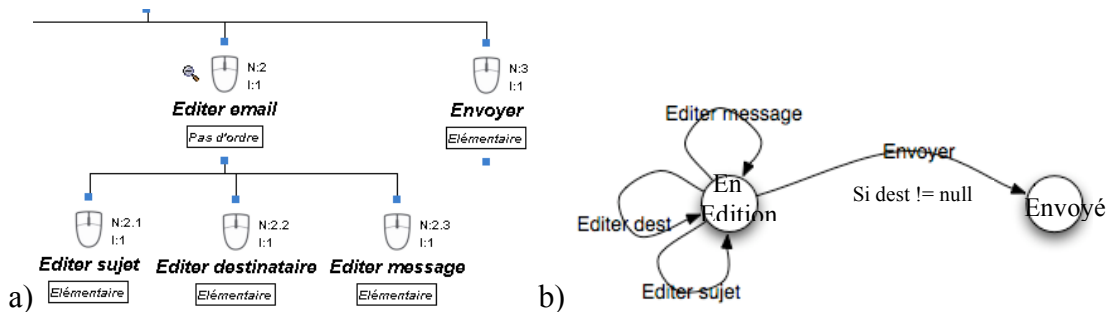 N:2
I:1
Editer email
Pas d'ordre
N:3
I:1
Envoyer
Elémentaire
N:2.1
I:1
Editer sujet
Elémentaire
N:2.2
I:1
Editer destinataire
Elémentaire
N:2.3
I:1
Editer message
Elémentaire
a)
Editer message
Envoyer
En
Edition
Si dest != null
Envoyé
Editer dest
Editer sujet
b)